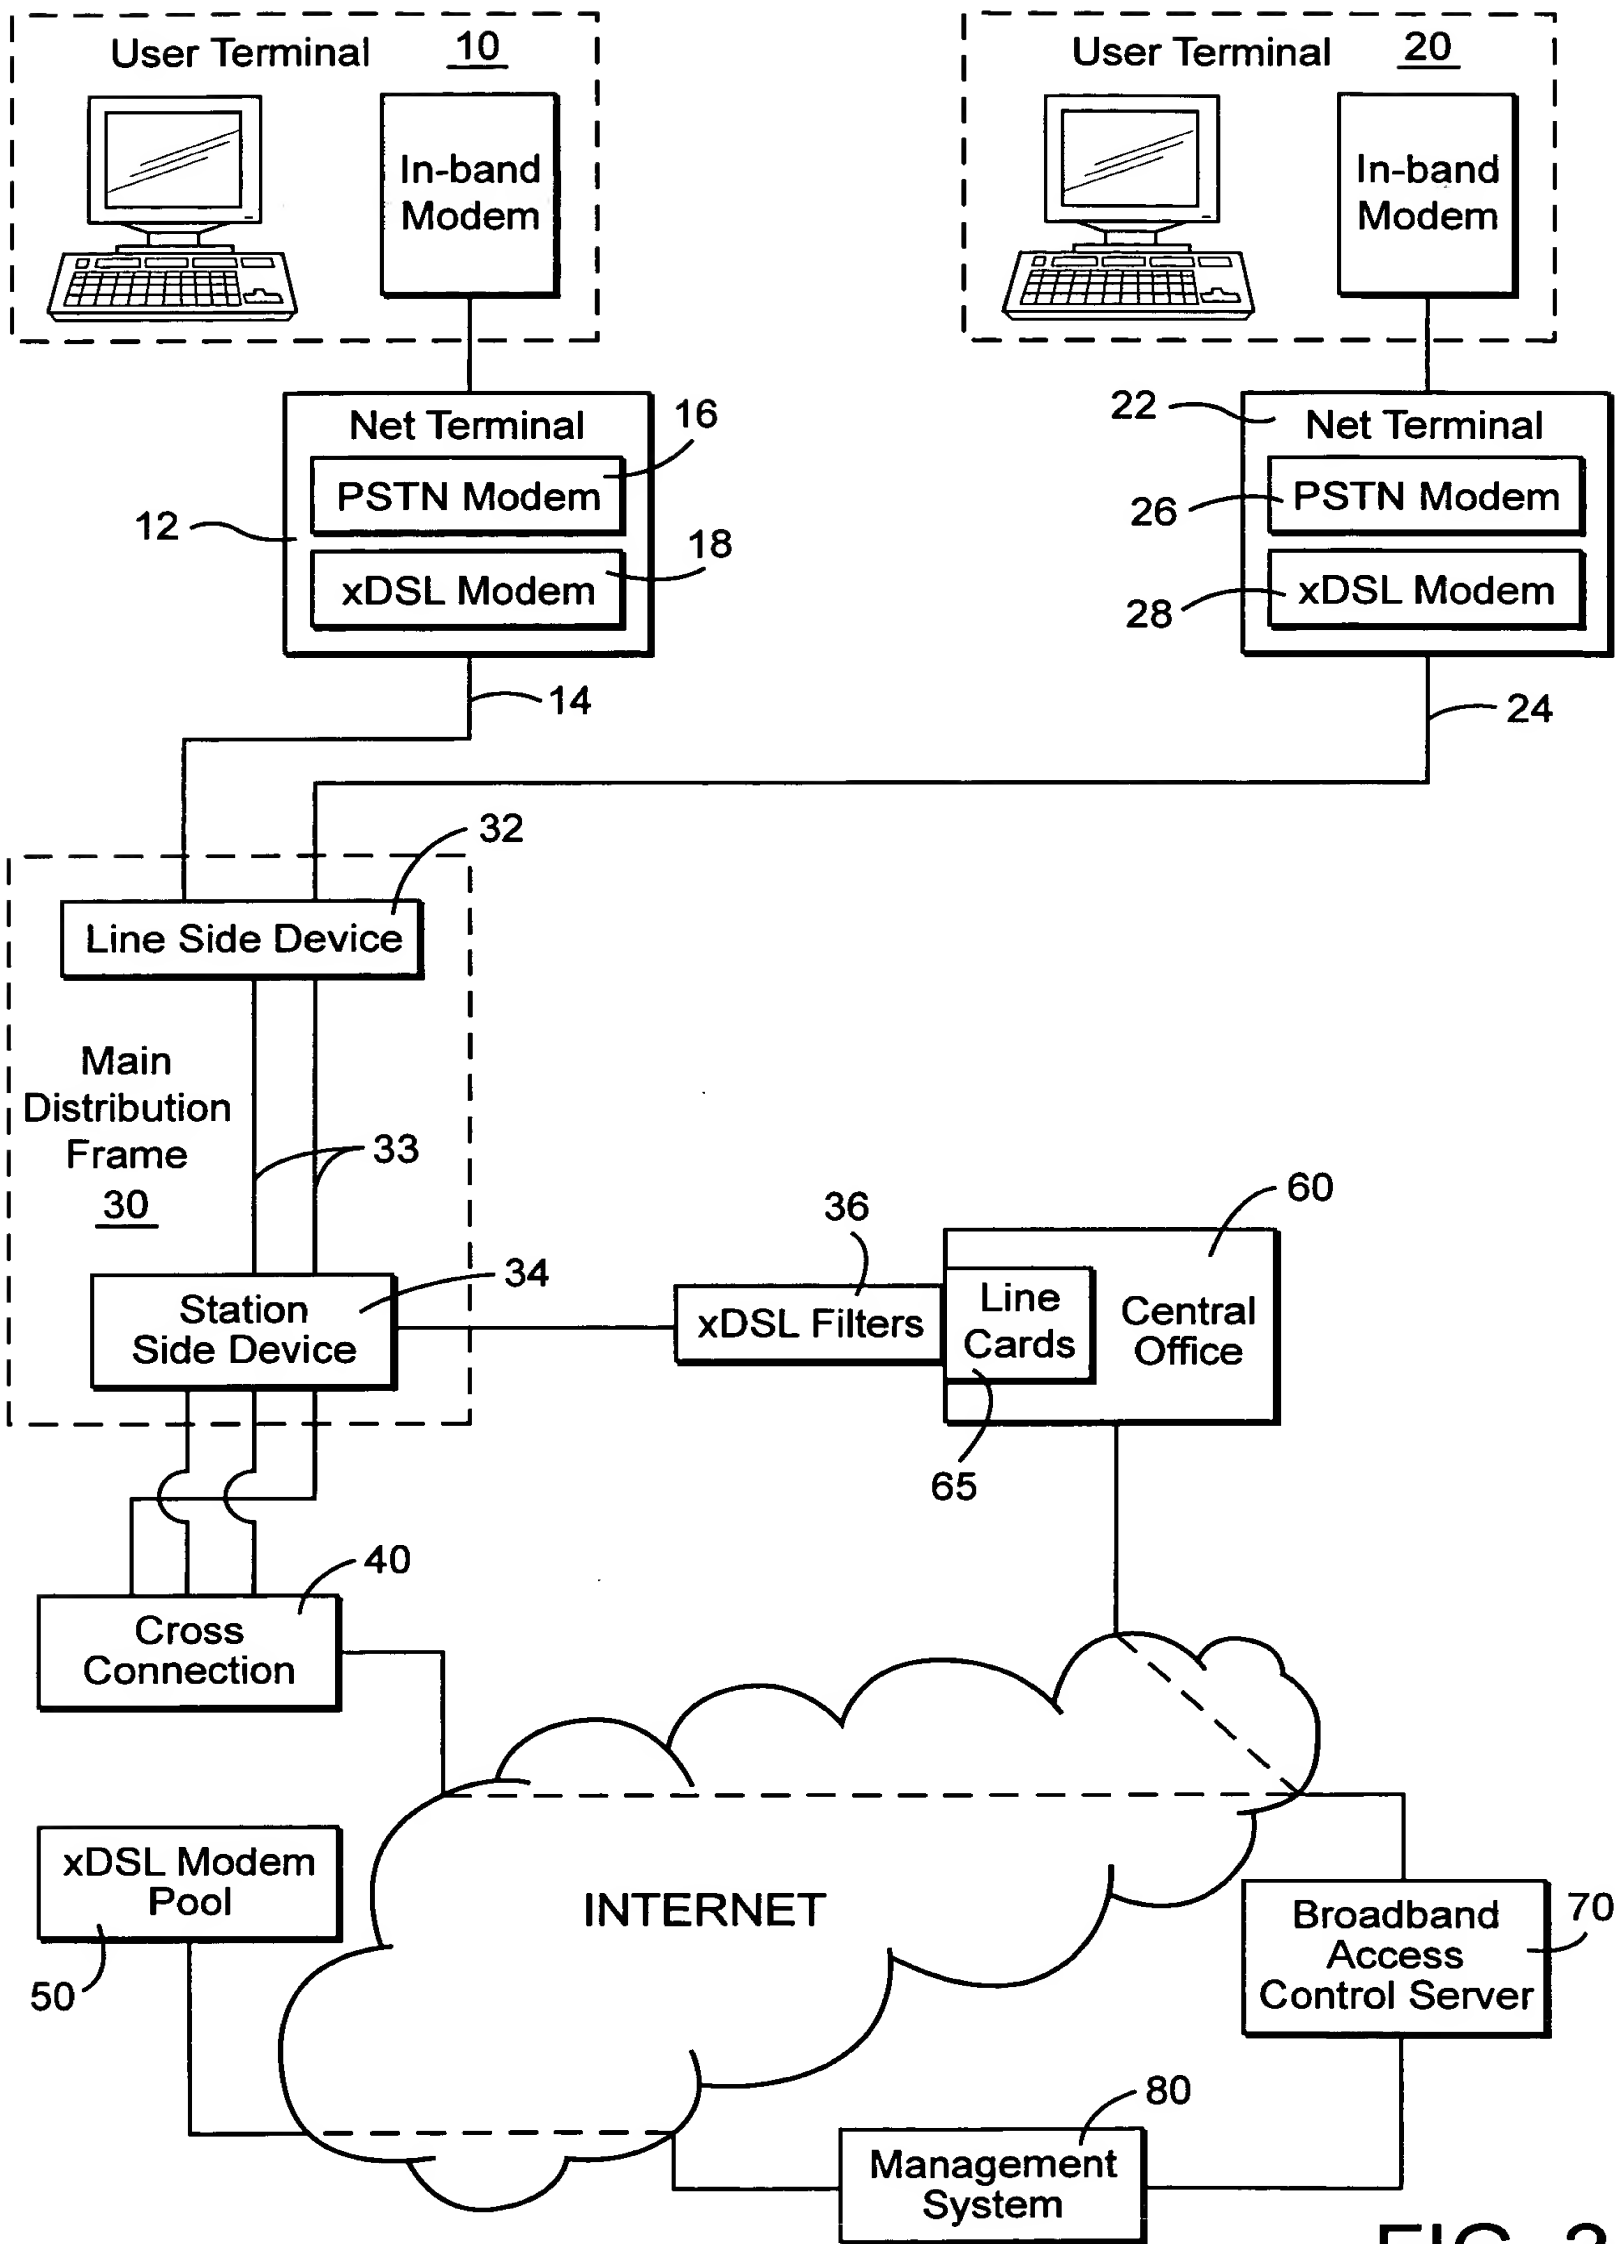 User Terminal 10
In-band
Modem
User Terminal 20
In-band
Modem
Net Terminal
PSTN Modem
xDSL Modem
12
16
18
14
22
Net Terminal
PSTN Modem
xDSL Modem
26
28
24
32
Line Side Device
Main
Distribution
Frame
30
33
Station
Side Device
34
36
xDSL Filters
Line
Cards
65
60
Central
Office
40
Cross
Connection
xDSL Modem
Pool
50
INTERNET
Broadband
Access
Control Server
70
80
Management
System